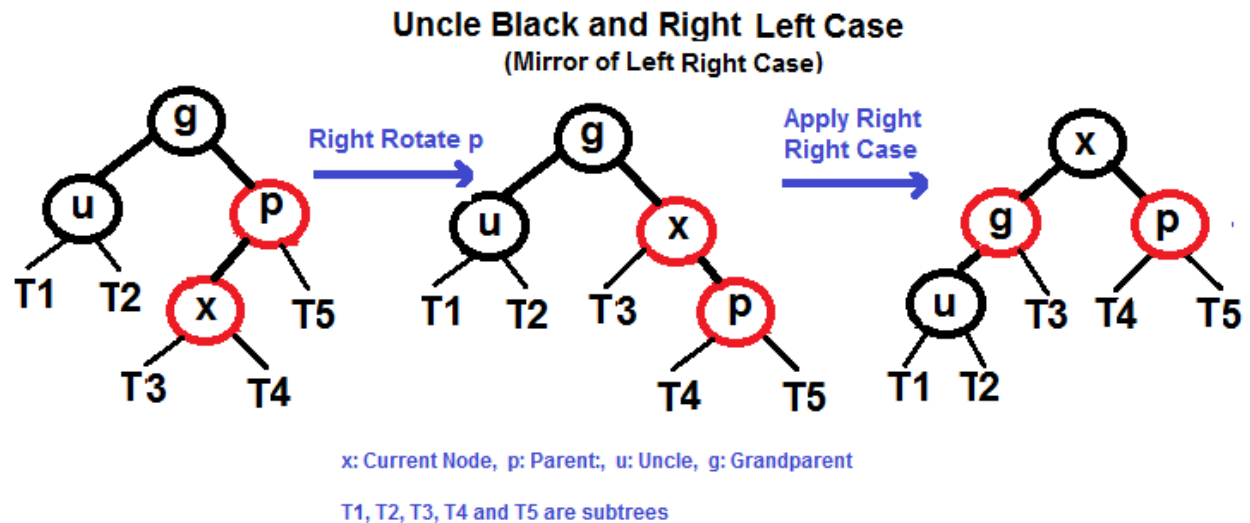 Uncle Black and Right Left Case
(Mirror of Left Right Case)
g
u
p
T1
T2
x
T5
T3
T4
Right Rotate p
g
u
x
T1
T2
T3
p
T4
T5
Apply Right
Right Case
x
g
p
u
T3
T4
T5
T1
T2
x: Current Node, p: Parent:, u: Uncle, g: Grandparent
T1, T2, T3, T4 and T5 are subtrees